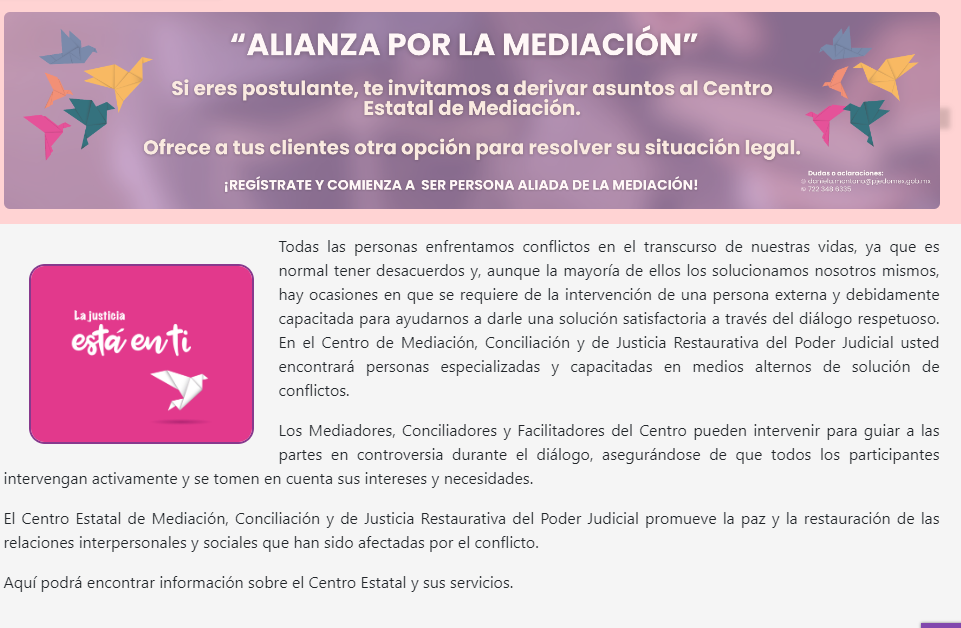 “ALIANZA POR LA MEDIACIÓN”
Si eres postulante, te invitamos a derivar asuntos al Centro
Estatal de Mediación.
Ofrece a tus clientes otra opción para resolver su situación legal.
¡REGÍSTRATE Y COMIENZA A SER PERSONA ALIADA DE LA MEDIACIÓN!
Dudas o aclaraciones:
722 348 6335
La justicia
está en ti
Todas las personas enfrentamos conflictos en el transcurso de nuestras vidas, ya que es
normal tener desacuerdos y, aunque la mayoría de ellos los solucionamos nosotros mismos,
hay ocasiones en que se requiere de la intervención de una persona externa y debidamente
capacitada para ayudarnos a darle una solución satisfactoria a través del diálogo respetuoso.
En el Centro de Mediación, Conciliación y de Justicia Restaurativa del Poder Judicial usted
encontrará personas especializadas y capacitadas en medios alternos de solución de
conflictos.
Los Mediadores, Conciliadores y Facilitadores del Centro pueden intervenir para guiar a las
partes en controversia durante el diálogo, asegurándose de que todos los participantes
intervengan activamente y se tomen en cuenta sus intereses y necesidades.
El Centro Estatal de Mediación, Conciliación y de Justicia Restaurativa del Poder Judicial promueve la paz y la restauración de las
relaciones interpersonales y sociales que han sido afectadas por el conflicto.
Aquí podrá encontrar información sobre el Centro Estatal y sus servicios.